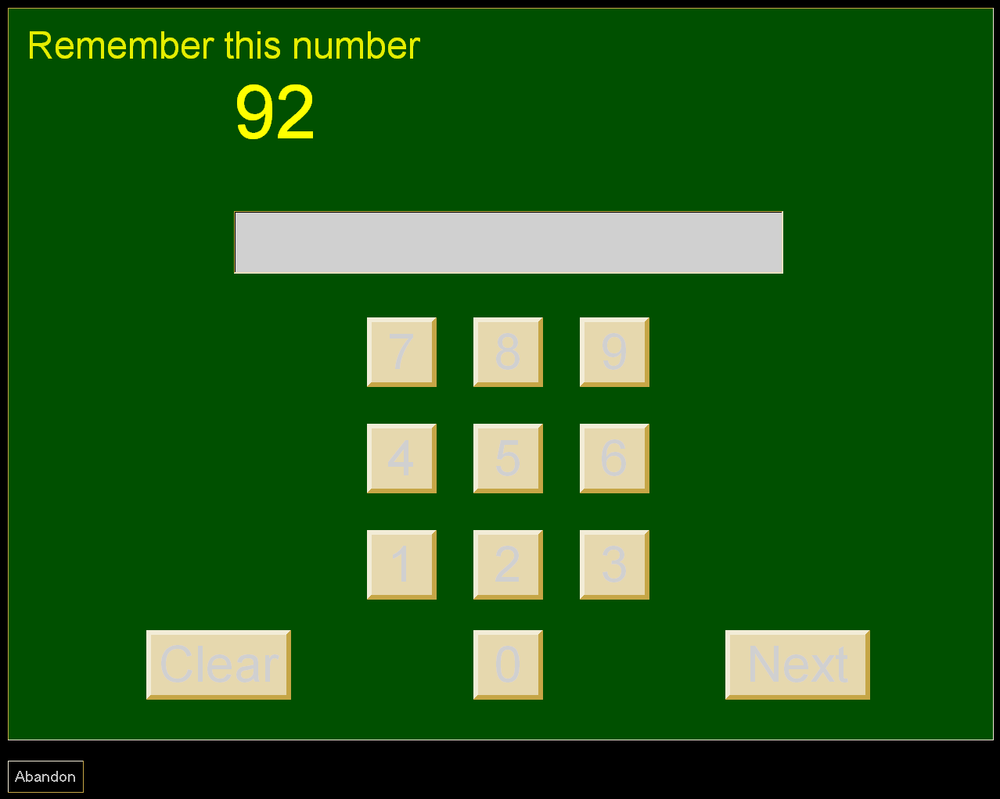 Remember this number
92
7 8 9
4 5 6
1 2 3
Clear 0 Next
Abandon